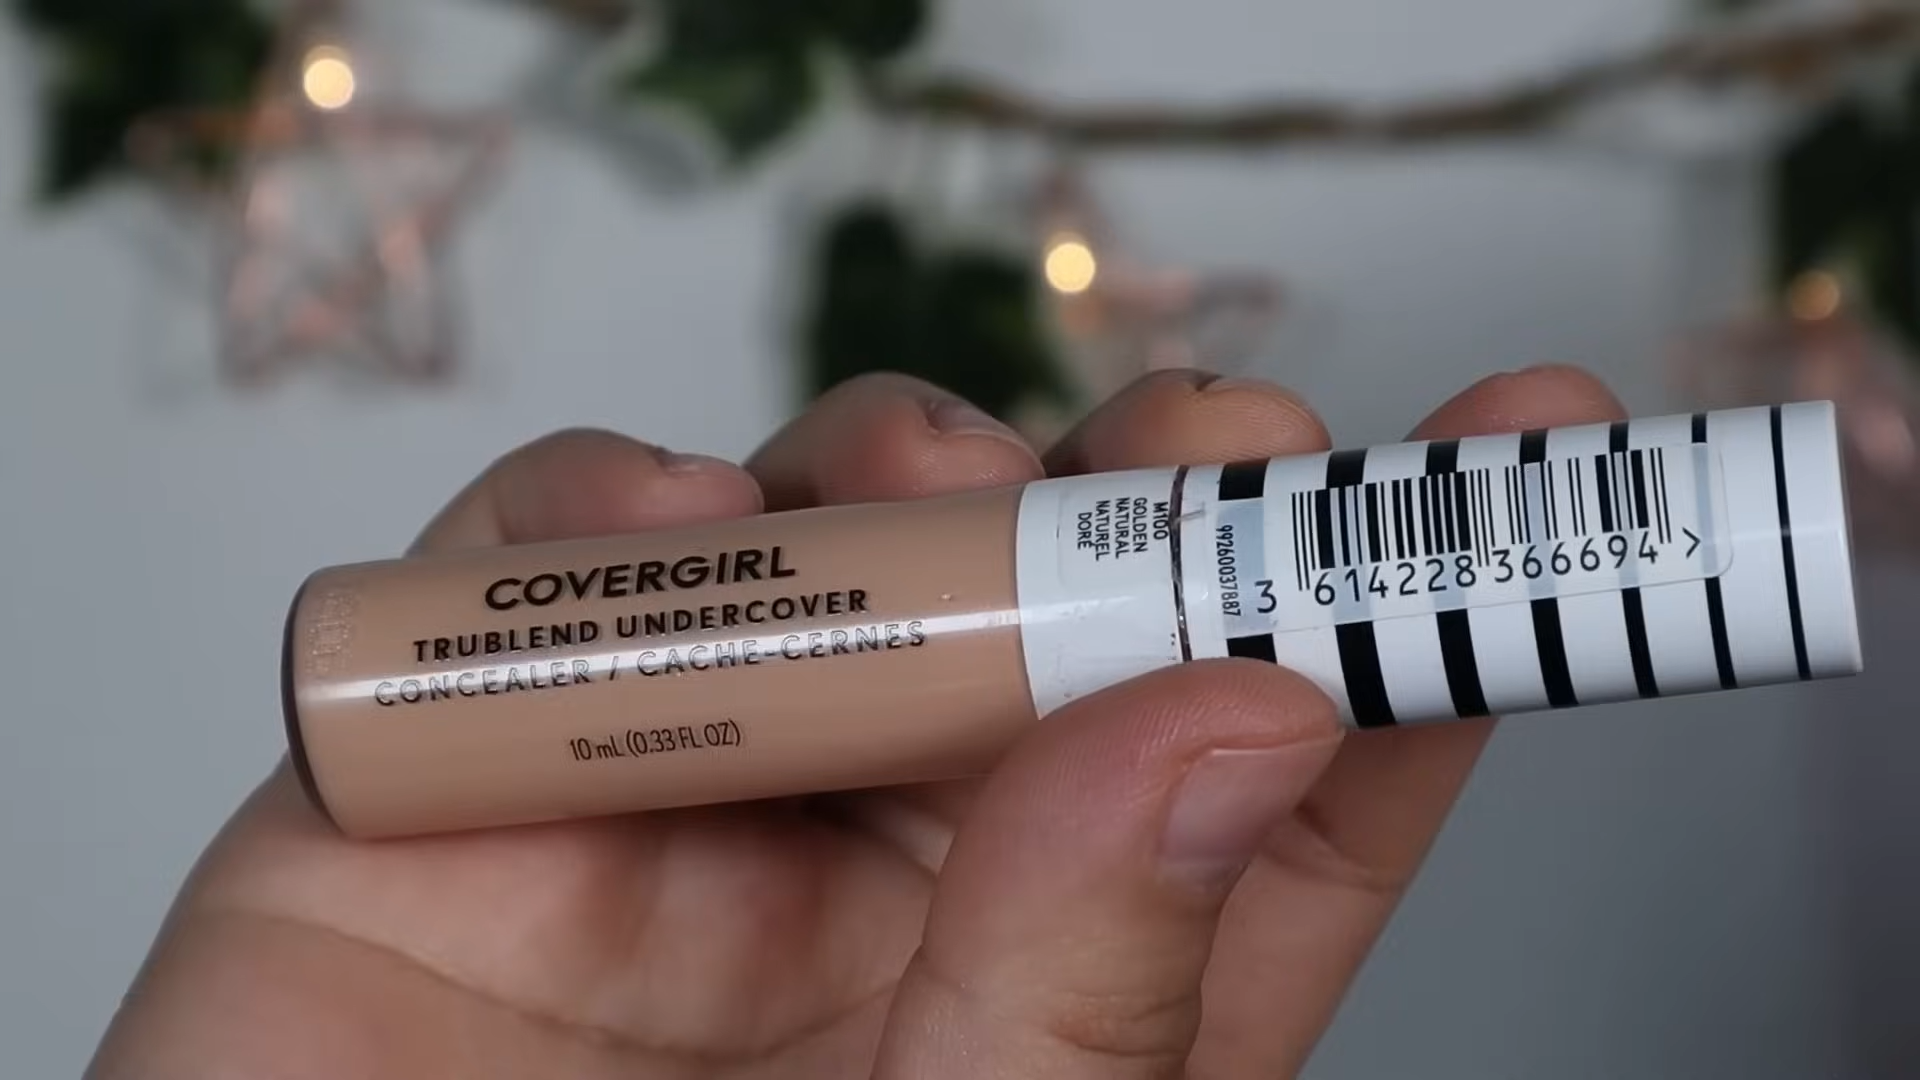 COVERGIRL
TRUBLEND UNDERCOVER
CONCEALER / CACHE-CERNES
10 mL (0.33 FL OZ)
M100
GOLDEN
NATURAL
NATUREL
DORÉ
99260037887
3 614228 366694 >